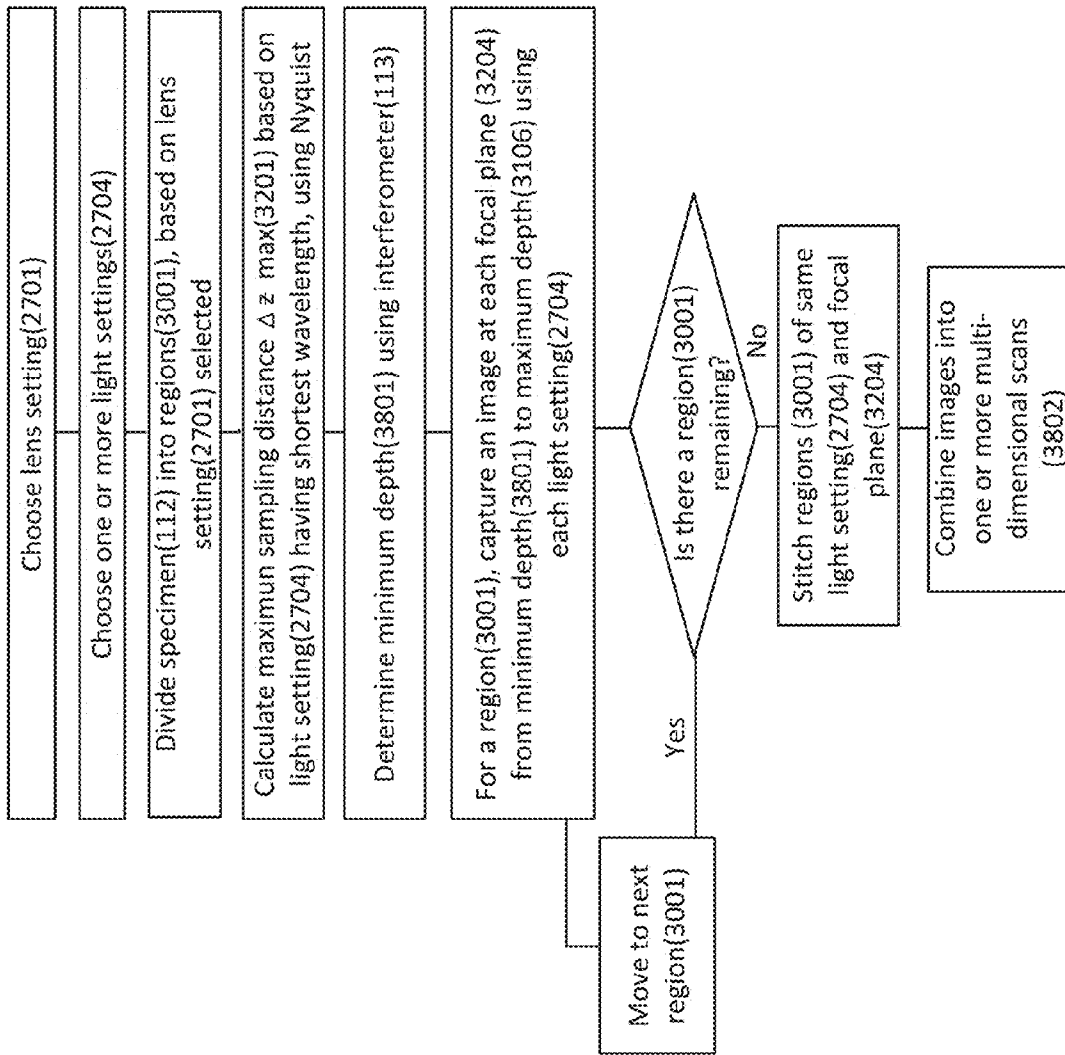 Choose lens setting(2701)
Choose one or more light settings(2704)
Divide specimen(112) into regions(3001), based on lens
setting(2701) selected
Calculate maximun sampling distance Δ z max(3201) based on
light setting(2704) having shortest wavelength, using Nyquist
Determine minimum depth(3801) using interferometer(113)
For a region(3001), capture an image at each focal plane (3204)
from minimum depth(3801) to maximum depth(3106) using
each light setting(2704)
Is there a region(3001)
remaining?
Yes
No
Move to next
region(3001)
Stitch regions (3001) of same
light setting(2704) and focal
plane(3204)
Combine images into
one or more multi-
dimensional scans
(3802)